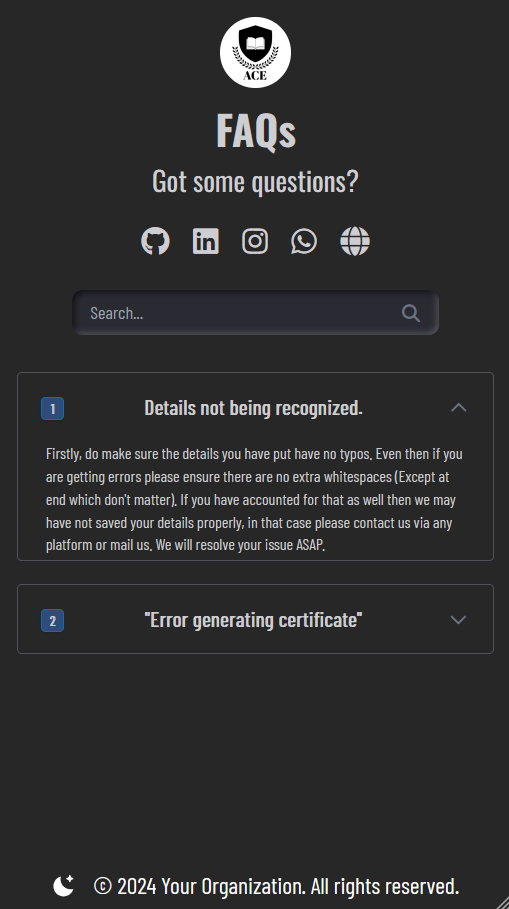 ACE
FAQs
Got some questions?
Search...
1 Details not being recognized.
Firstly, do make sure the details you have put have no typos. Even then if you
are getting errors please ensure there are no extra whitespaces (Except at
end which don't matter). If you have accounted for that as well then we may
have not saved your details properly, in that case please contact us via any
platform or mail us. We will resolve your issue ASAP.
2 "Error generating certificate"
© 2024 Your Organization. All rights reserved.